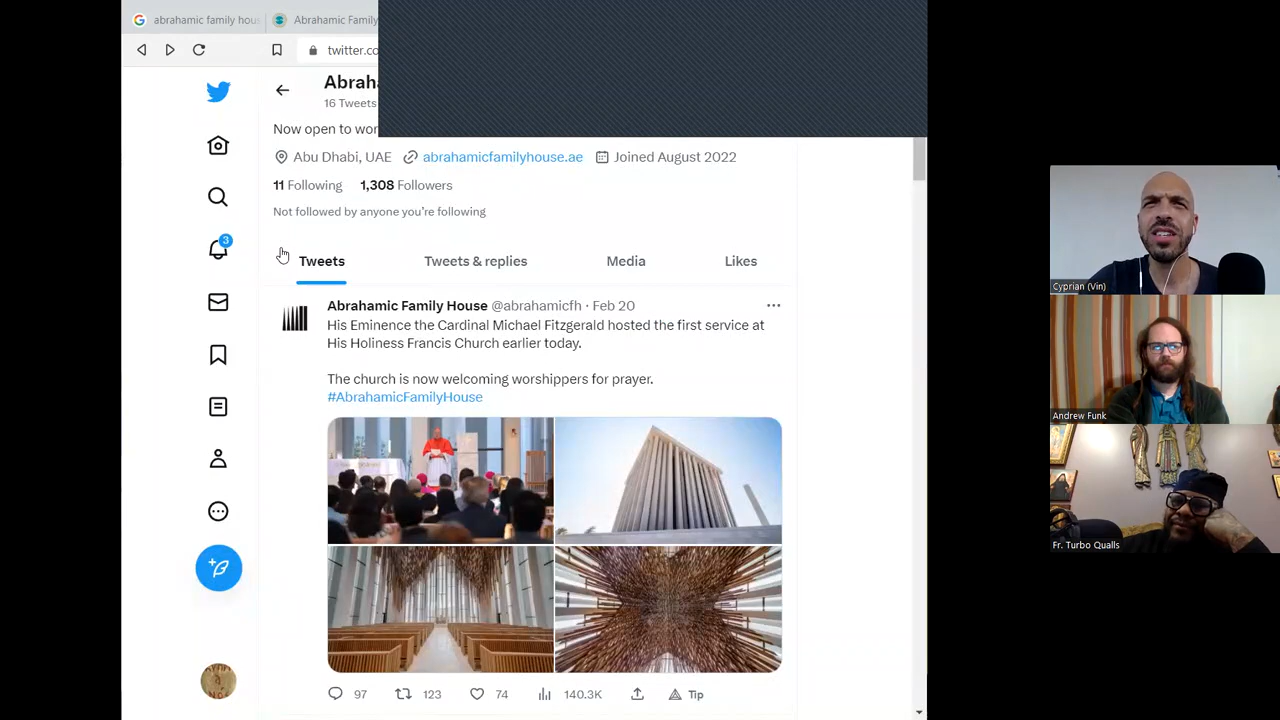 abrahamic family hou
Abrahamic Family
twitter.co
Abrah
16 Tweets
Now open to wor
Abu Dhabi, UAE abrahamicfamilyhouse.ae Joined August 2022
11 Following 1,308 Followers
Not followed by anyone you're following
Tweets Tweets & replies Media Likes
3
Abrahamic Family House @abrahamicfh · Feb 20
His Eminence the Cardinal Michael Fitzgerald hosted the first service at
His Holiness Francis Church earlier today.
The church is now welcoming worshippers for prayer.
#AbrahamicFamilyHouse
97 123 74 140.3K Tip
Cyprian (Vin)
Andrew Funk
Fr. Turbo Qualls